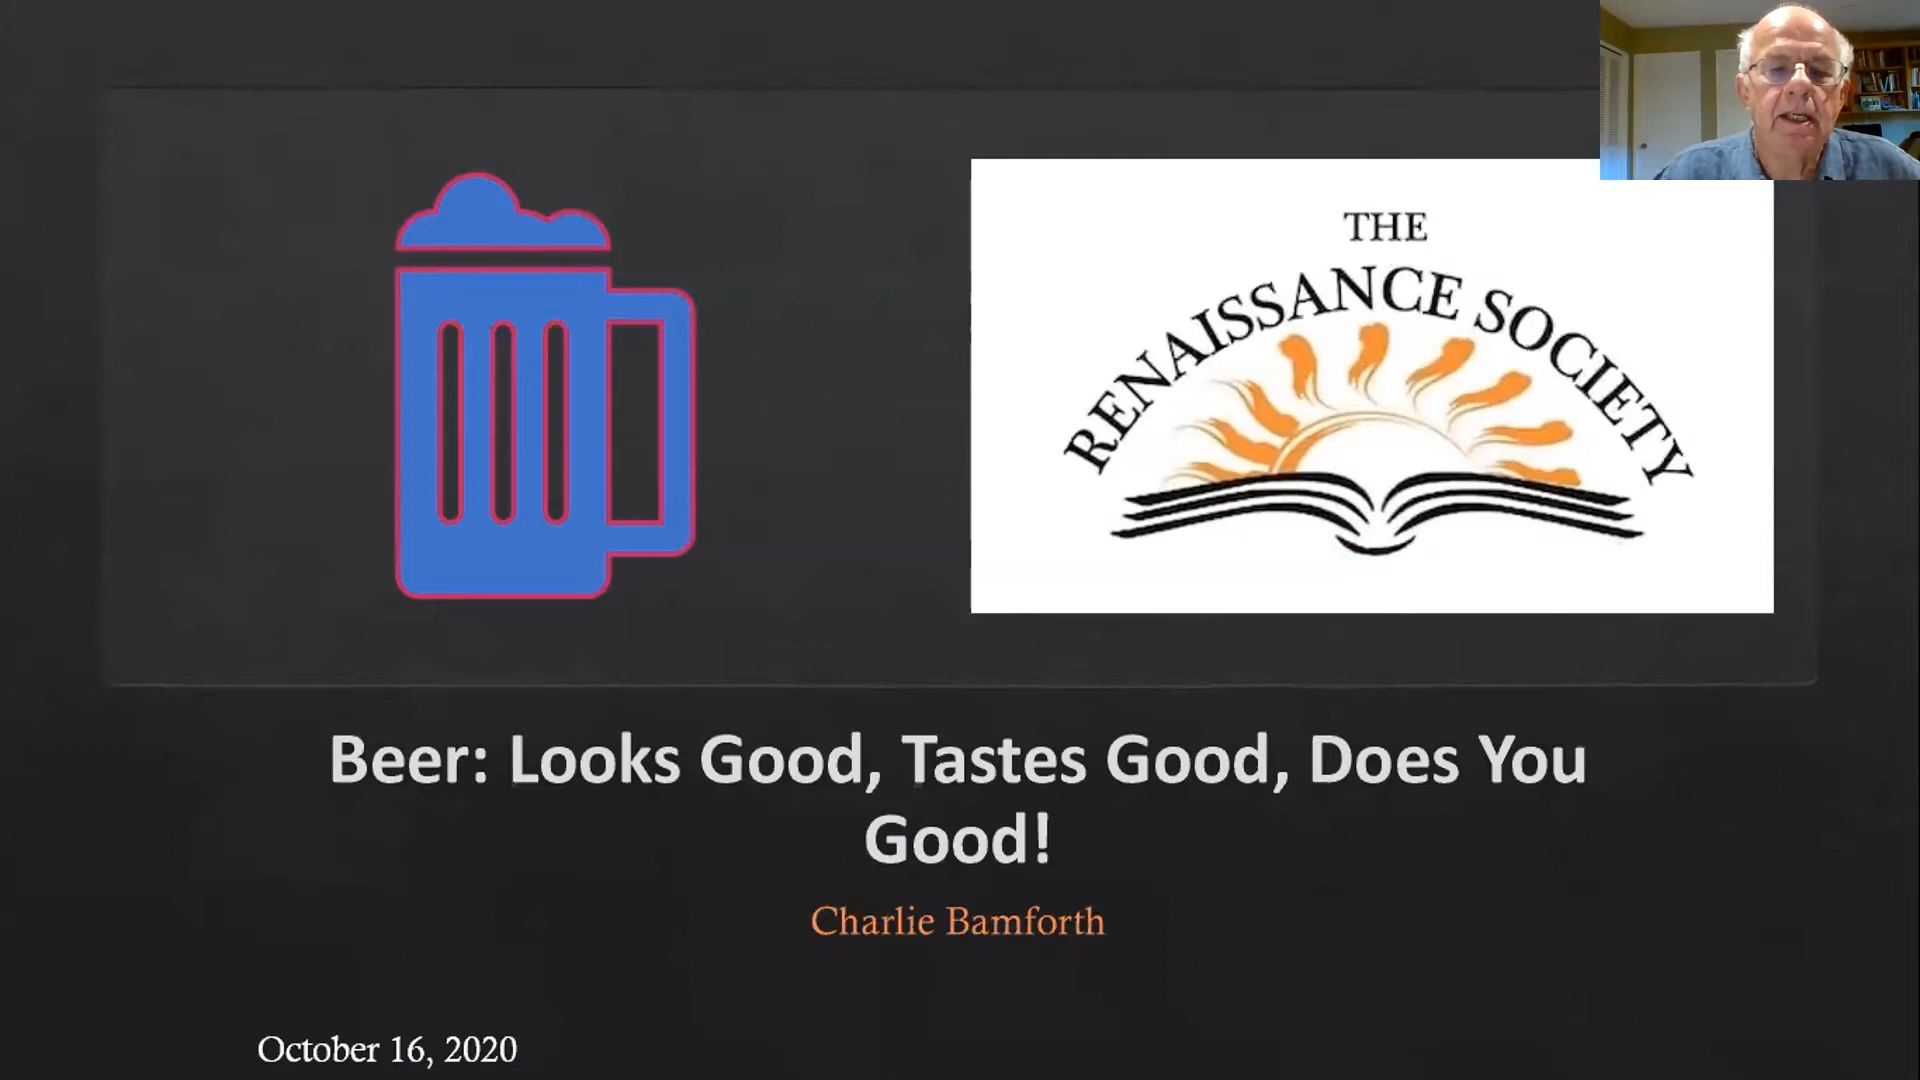 THE
RENAISSANCE SOCIETY
Beer: Looks Good, Tastes Good, Does You
Good!
Charlie Bamforth
October 16, 2020